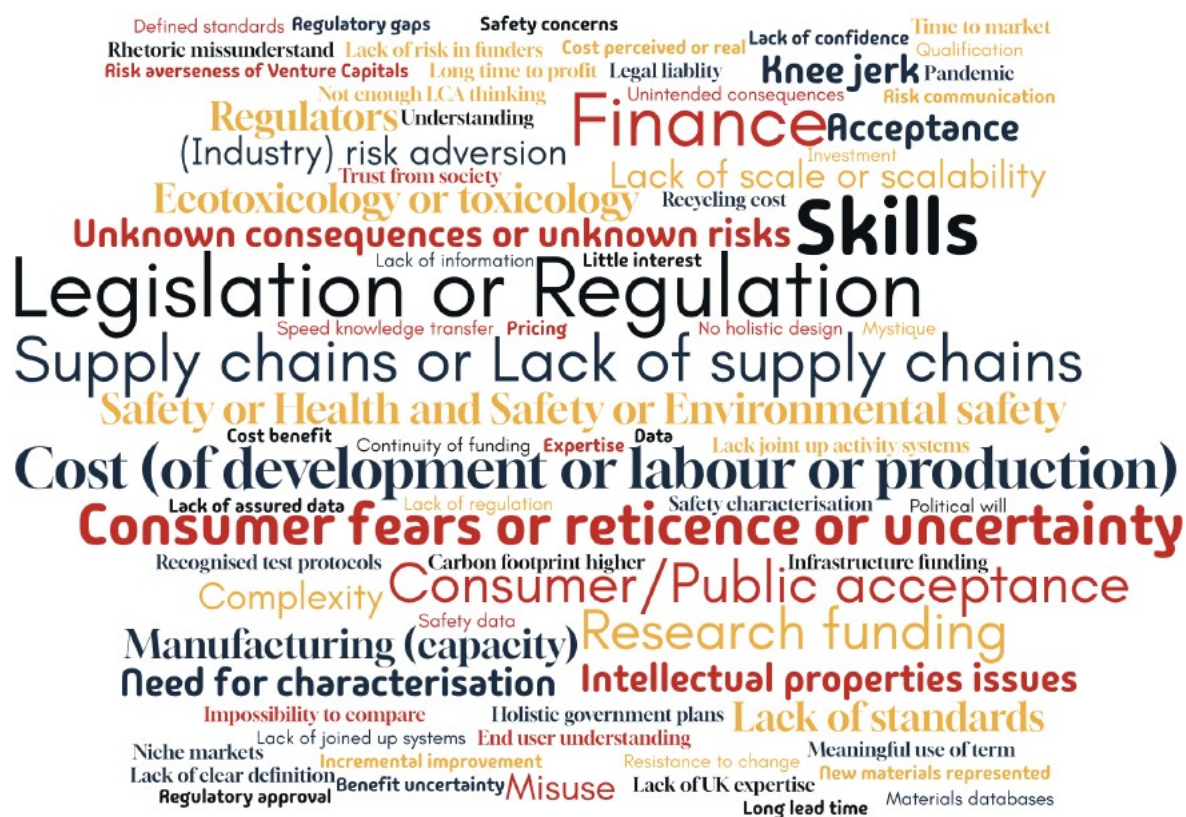 Defined standards Regulatory gaps Safety concerns Time to market
Rhetoric missunderstand Lack of risk in funders Cost perceived or real Lack of confidence Qualification
Risk averseness of Venture Capitals Long time to profit Legal liablity Knee jerk Pandemic
Not enough LCA thinking Unintended consequences Risk communication
Regulators Understanding Finance Acceptance
(Industry) risk adversion Investment
Trust from society Lack of scale or scalability
Ecotoxicology or toxicology Recycling cost Skills
Unknown consequences or unknown risks
Lack of information Little interest
Legislation or Regulation
Speed knowledge transfer Pricing No holistic design Mystique
Supply chains or Lack of supply chains
Safety or Health and Safety or Environmental safety
Cost benefit Continuity of funding Expertise Data Lack joint up activity systems
Cost (of development or labour or production)
Lack of assured data Lack of regulation Safety characterisation Political will
Consumer fears or reticence or uncertainty
Recognised test protocols Carbon footprint higher Infrastructure funding
Complexity Consumer/Public acceptance
Safety data
Manufacturing (capacity) Research funding
Need for characterisation Intellectual properties issues
Impossibility to compare Holistic government plans Lack of standards
Lack of joined up systems End user understanding
Niche markets Incremental improvement Resistance to change Meaningful use of term
Lack of clear definition Benefit uncertainty Misuse Lack of UK expertise New materials represented
Regulatory approval Long lead time Materials databases